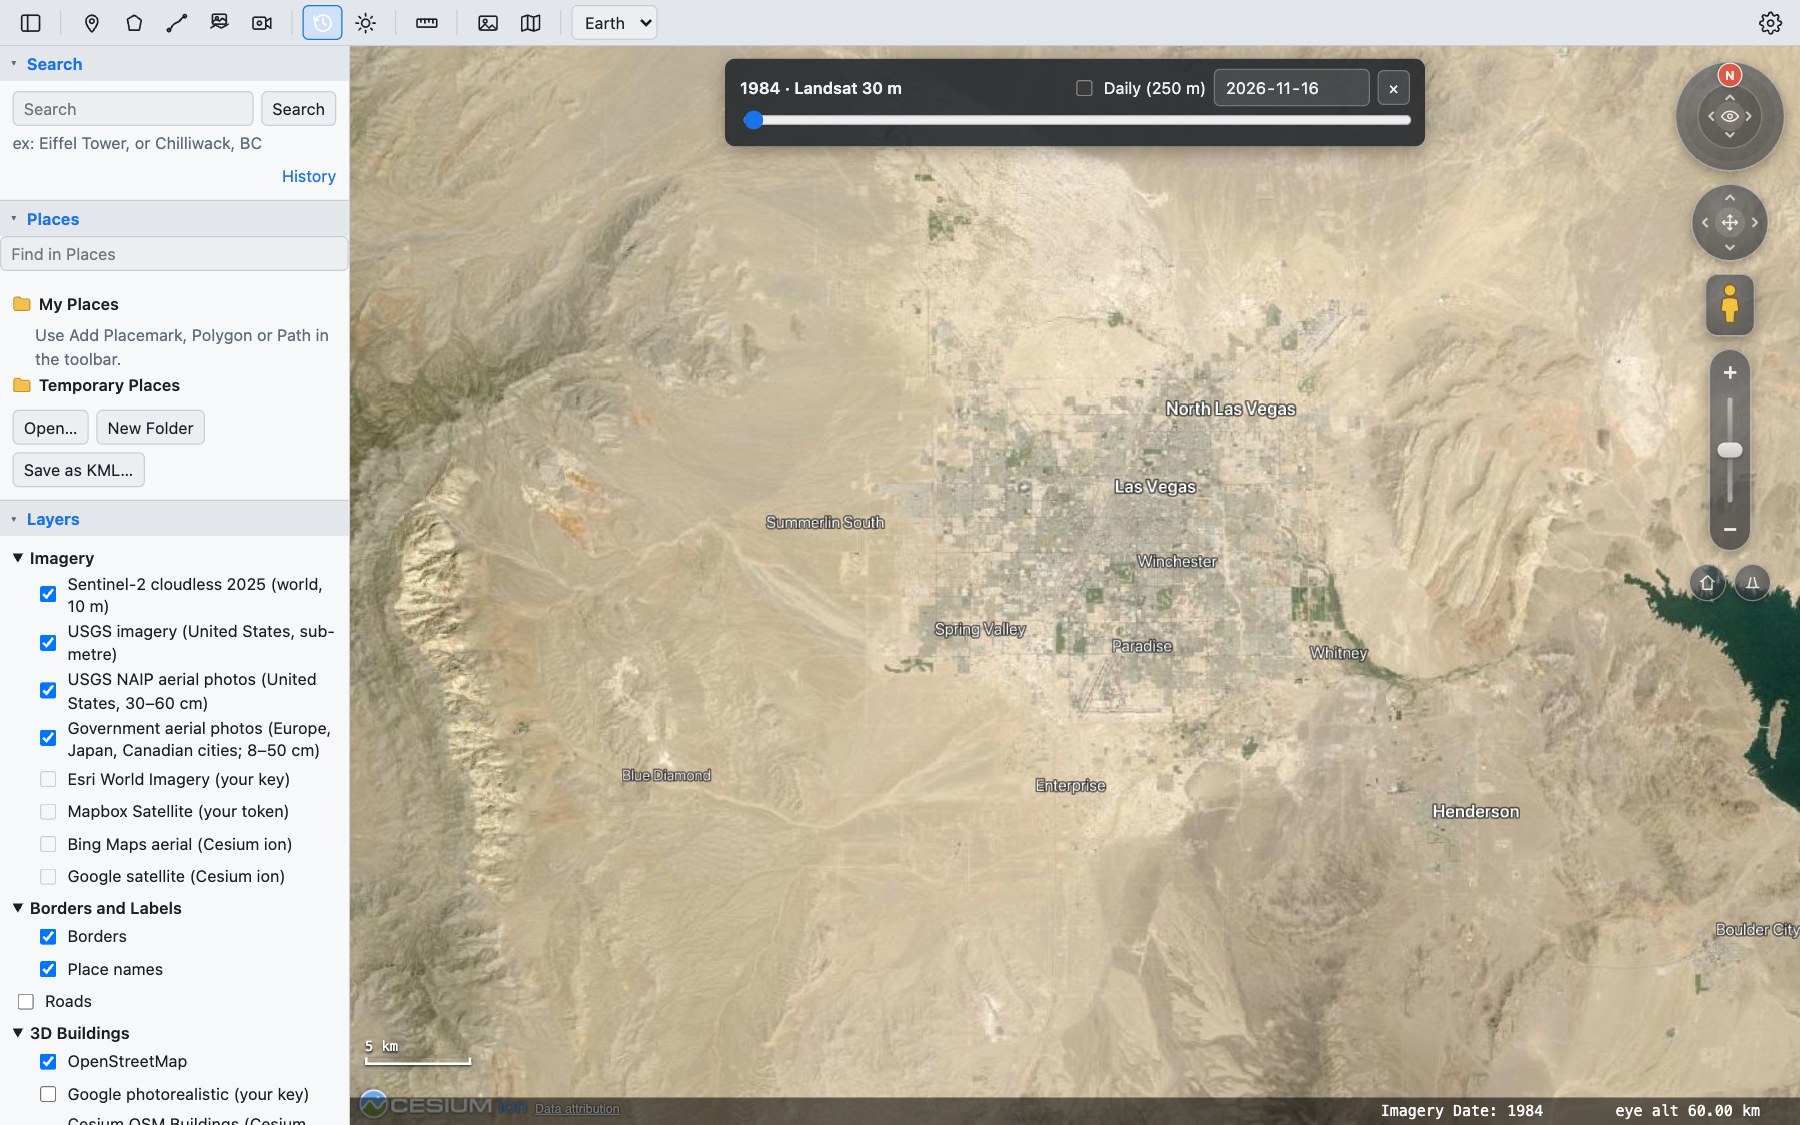 Earth
Search
Search
Search
ex: Eiffel Tower, or Chilliwack, BC
History
Places
Find in Places
My Places
Use Add Placemark, Polygon or Path in
the toolbar.
Temporary Places
Open...
New Folder
Save as KML...
Layers
Imagery
Sentinel-2 cloudless 2025 (world,
10 m)
USGS imagery (United States, sub-
metre)
USGS NAIP aerial photos (United
States, 30–60 cm)
Government aerial photos (Europe,
Japan, Canadian cities; 8–50 cm)
Esri World Imagery (your key)
Mapbox Satellite (your token)
Bing Maps aerial (Cesium ion)
Google satellite (Cesium ion)
Borders and Labels
Borders
Place names
Roads
3D Buildings
OpenStreetMap
Google photorealistic (your key)
Cesium OSM Buildings (Cesium
1984 · Landsat 30 m
Daily (250 m)
2026-11-16
×
N
North Las Vegas
Las Vegas
Summerlin South
Winchester
Spring Valley
Paradise
Whitney
Blue Diamond
Enterprise
Henderson
Boulder City
5 km
CESIUM ion
Data attribution
Imagery Date: 1984
eye alt 60.00 km